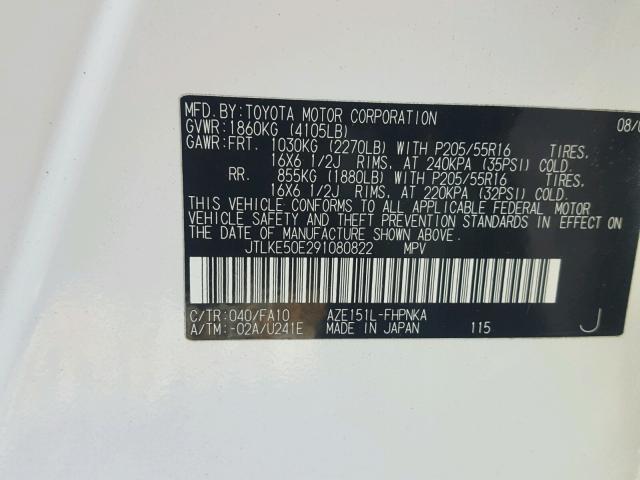 MFD. BY: TOYOTA MOTOR CORPORATION 08/0
GVWR: 1860KG (4105LB)
GAWR: FRT. 1030KG (2270LB) WITH P205/55R16 TIRES.
16X6 1/2J RIMS, AT 240KPA (35PSI) COLD.
RR. 855KG (1880LB) WITH P205/55R16 TIRES.
16X6 1/2J RIMS, AT 220KPA (32PSI) COLD.
THIS VEHICLE CONFORMS TO ALL APPLICABLE FEDERAL MOTOR
VEHICLE SAFETY AND THEFT PREVENTION STANDARDS IN EFFECT ON
THE DATE OF MANUFACTURE SHOWN ABOVE.
JTLKE50E291080822 MPV
C/TR: 040/FA10 AZE151L-FHPNKA
A/TM: -02A/U241E MADE IN JAPAN 115 J